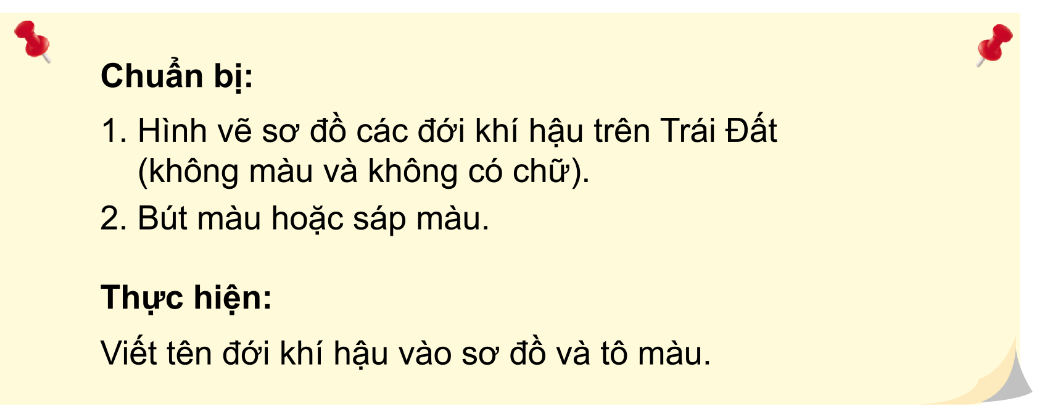 Chuẩn bị:
1. Hình vẽ sơ đồ các đới khí hậu trên Trái Đất
(không màu và không có chữ).
2. Bút màu hoặc sáp màu.
Thực hiện:
Viết tên đới khí hậu vào sơ đồ và tô màu.